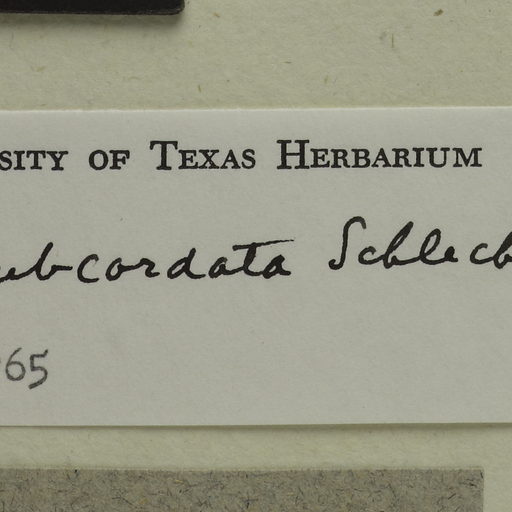 SITY OF TEXAS HERBARIUM
ubcordata Schlech
65